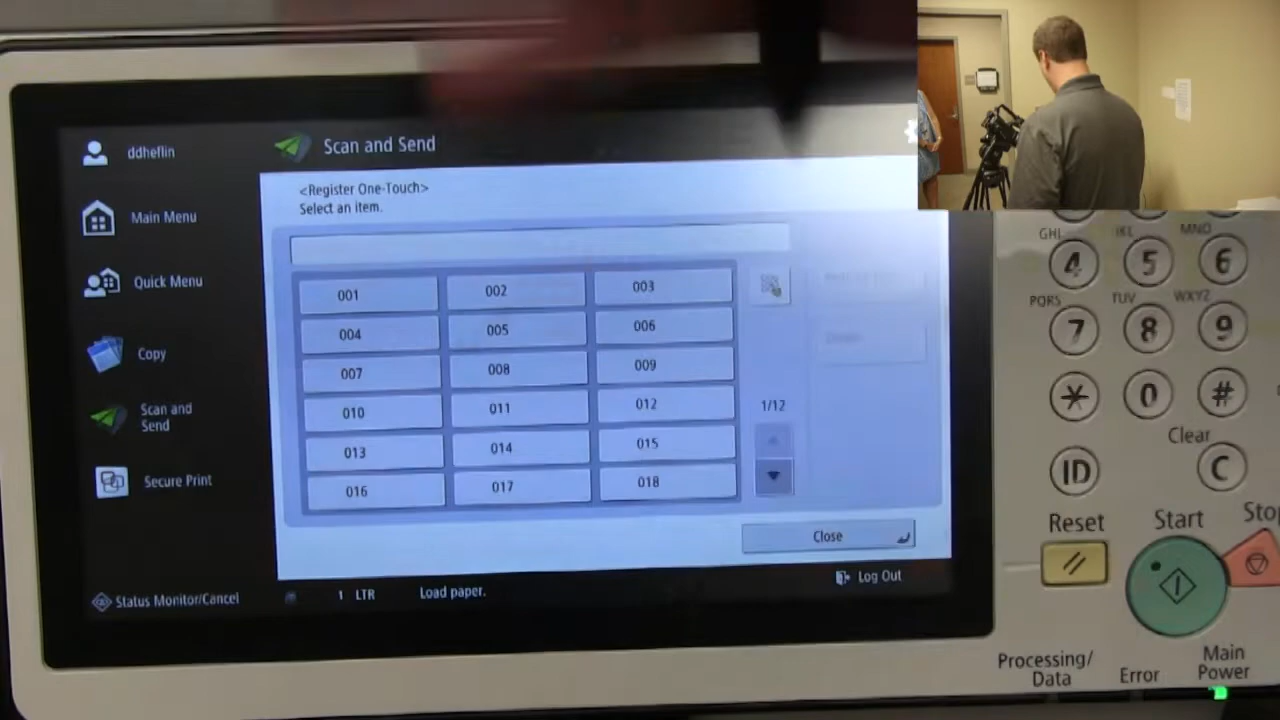 ddheflin
Main Menu
Quick Menu
Copy
Scan and
Send
Secure Print
Status Monitor/Cancel
Scan and Send
<Register One-Touch>
Select an item.
001 002 003
004 005 006
007 008 009
010 011 012
013 014 015
016 017 018
1/12
Close
Log Out
1 LTR Load paper.
GHI JKL MNO
4 5 6
PQRS TUV WXYZ
7 8 9
* 0 #
Clear
ID C
Reset Start Stop
Processing/
Data
Error
Main
Power